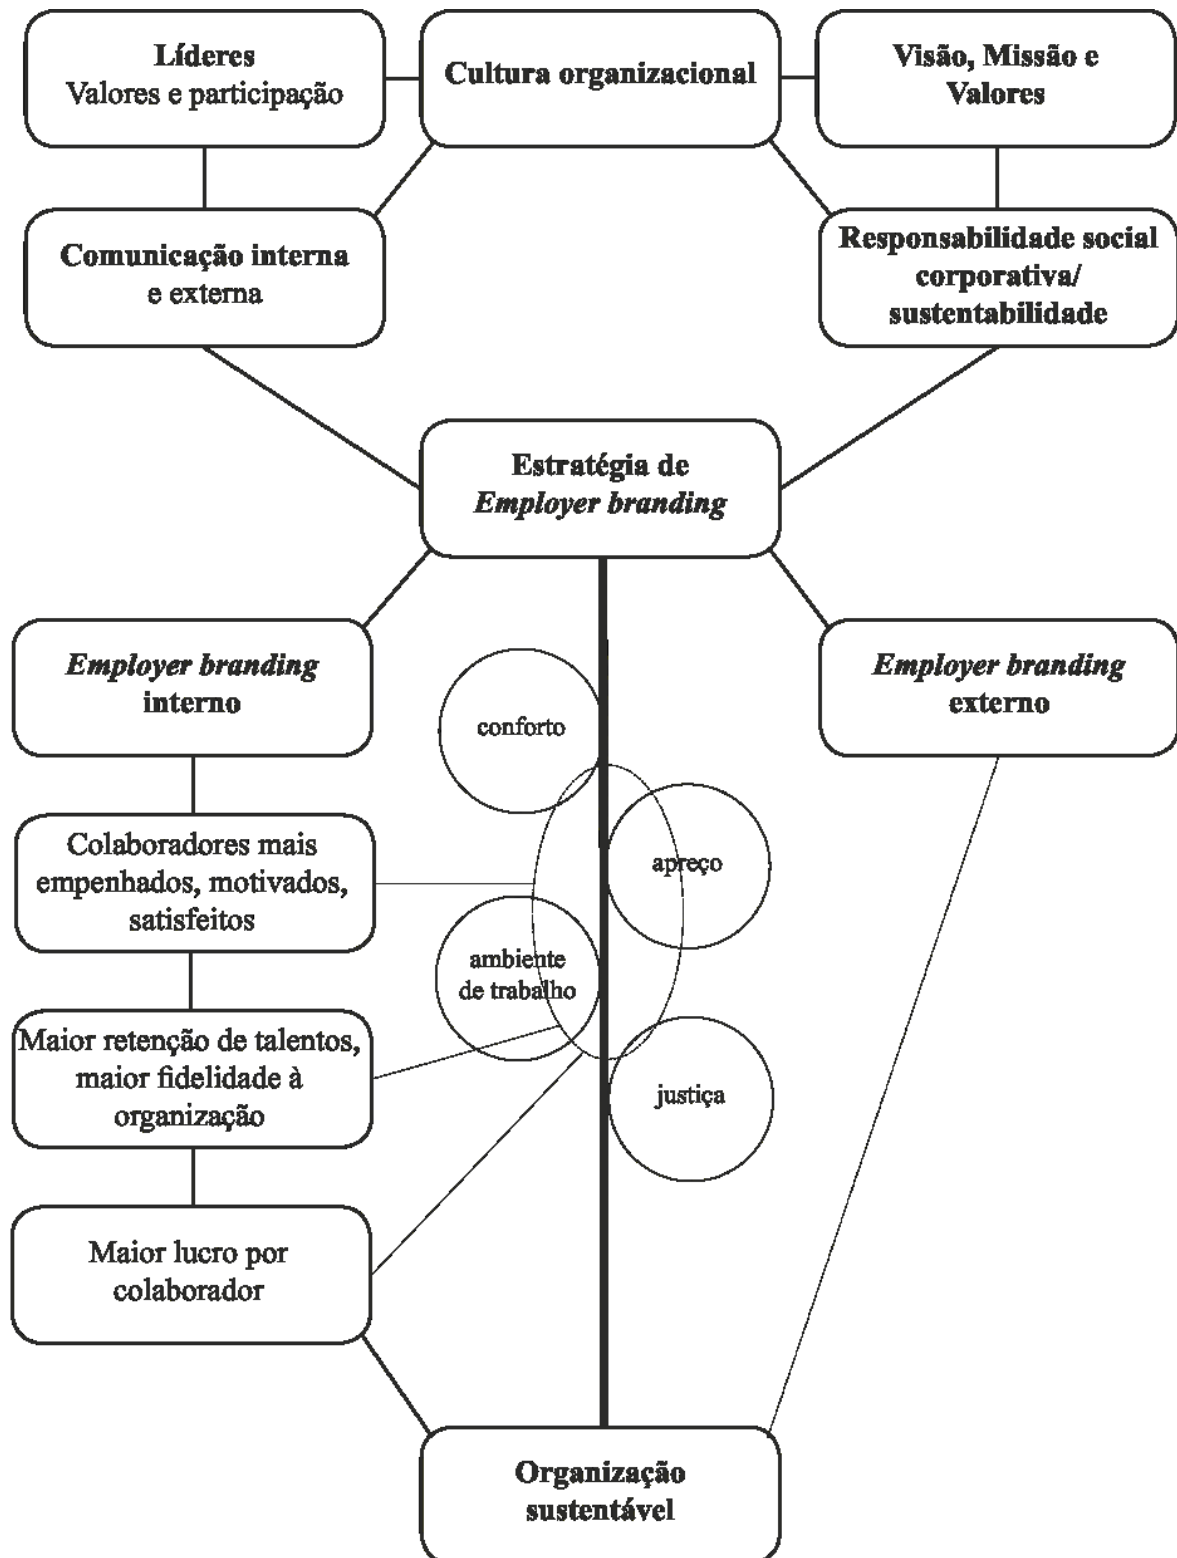 Líderes
Valores e participação
Cultura organizacional
Visão, Missão e
Valores
Comunicação interna
e externa
Responsabilidade social
corporativa/
sustentabilidade
Estratégia de
Employer branding
Employer branding
interno
Employer branding
externo
conforto
Colaboradores mais
empenhados, motivados,
satisfeitos
apreço
ambiente
de trabalho
Maior retenção de talentos,
maior fidelidade à
organização
justiça
Maior lucro por
colaborador
Organização
sustentável